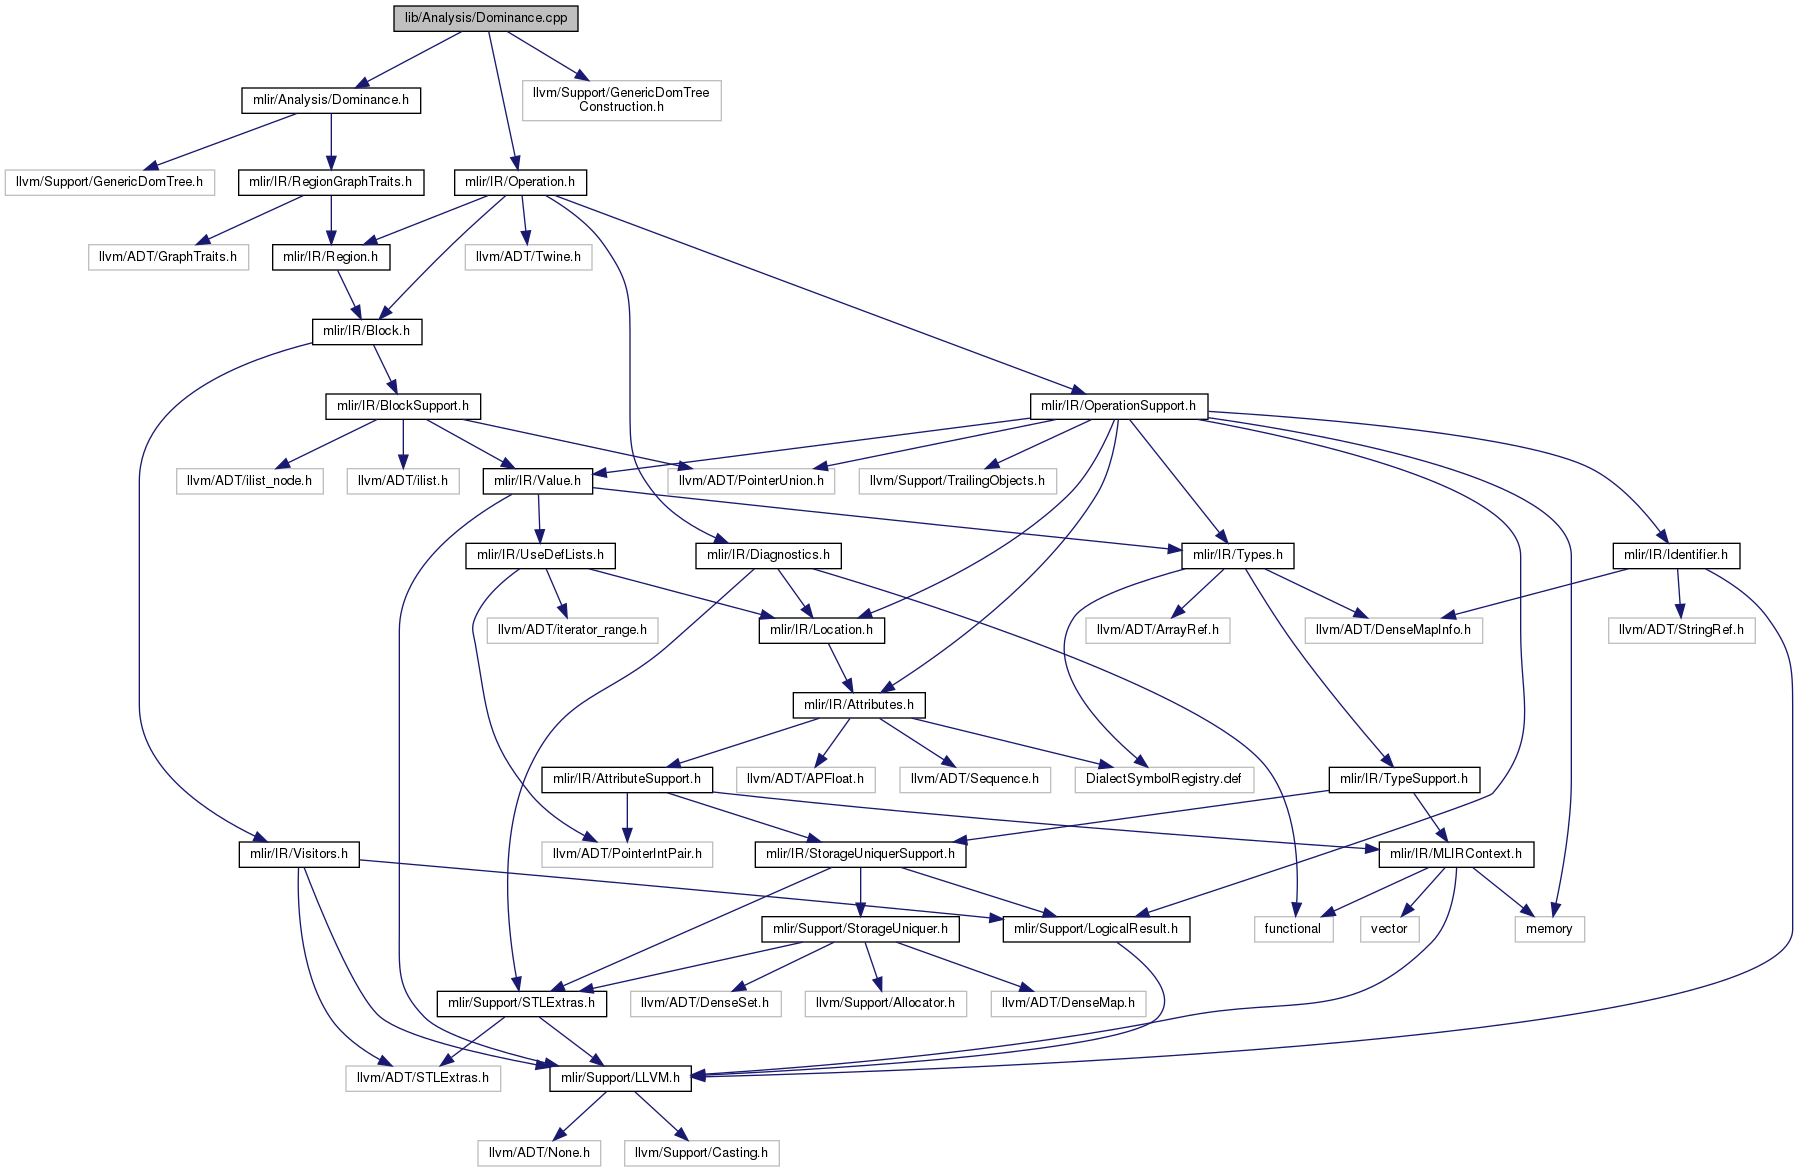 lib/Analysis/Dominance.cpp
llvm/Support/GenericDomTree
Construction.h
mlir/Analysis/Dominance.h
llvm/Support/GenericDomTree.h
mlir/IR/RegionGraphTraits.h
mlir/IR/Operation.h
llvm/ADT/GraphTraits.h
mlir/IR/Region.h
llvm/ADT/Twine.h
mlir/IR/Block.h
mlir/IR/BlockSupport.h
mlir/IR/OperationSupport.h
llvm/ADT/ilist_node.h
llvm/ADT/ilist.h
mlir/IR/Value.h
llvm/ADT/PointerUnion.h
llvm/Support/TrailingObjects.h
mlir/IR/UseDefLists.h
mlir/IR/Diagnostics.h
mlir/IR/Types.h
mlir/IR/Identifier.h
llvm/ADT/iterator_range.h
mlir/IR/Location.h
llvm/ADT/ArrayRef.h
llvm/ADT/DenseMapInfo.h
llvm/ADT/StringRef.h
mlir/IR/Attributes.h
mlir/IR/AttributeSupport.h
llvm/ADT/APFloat.h
llvm/ADT/Sequence.h
DialectSymbolRegistry.def
mlir/IR/TypeSupport.h
mlir/IR/Visitors.h
llvm/ADT/PointerIntPair.h
mlir/IR/StorageUniquerSupport.h
mlir/IR/MLIRContext.h
mlir/Support/StorageUniquer.h
mlir/Support/LogicalResult.h
functional
vector
memory
mlir/Support/STLExtras.h
llvm/ADT/DenseSet.h
llvm/Support/Allocator.h
llvm/ADT/DenseMap.h
llvm/ADT/STLExtras.h
mlir/Support/LLVM.h
llvm/ADT/None.h
llvm/Support/Casting.h